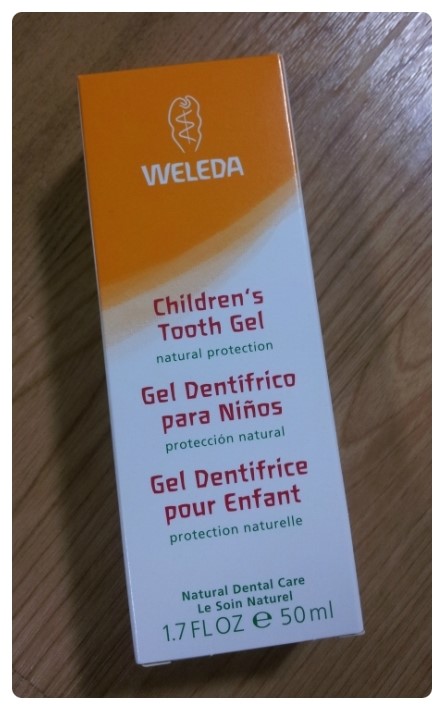 WELEDA
Children's
Tooth Gel
natural protection
Gel Dentífrico
para Niños
protección natural
Gel Dentifrice
pour Enfant
protection naturelle
Natural Dental Care
Le Soin Naturel
1.7 FL OZ ℮ 50 ml